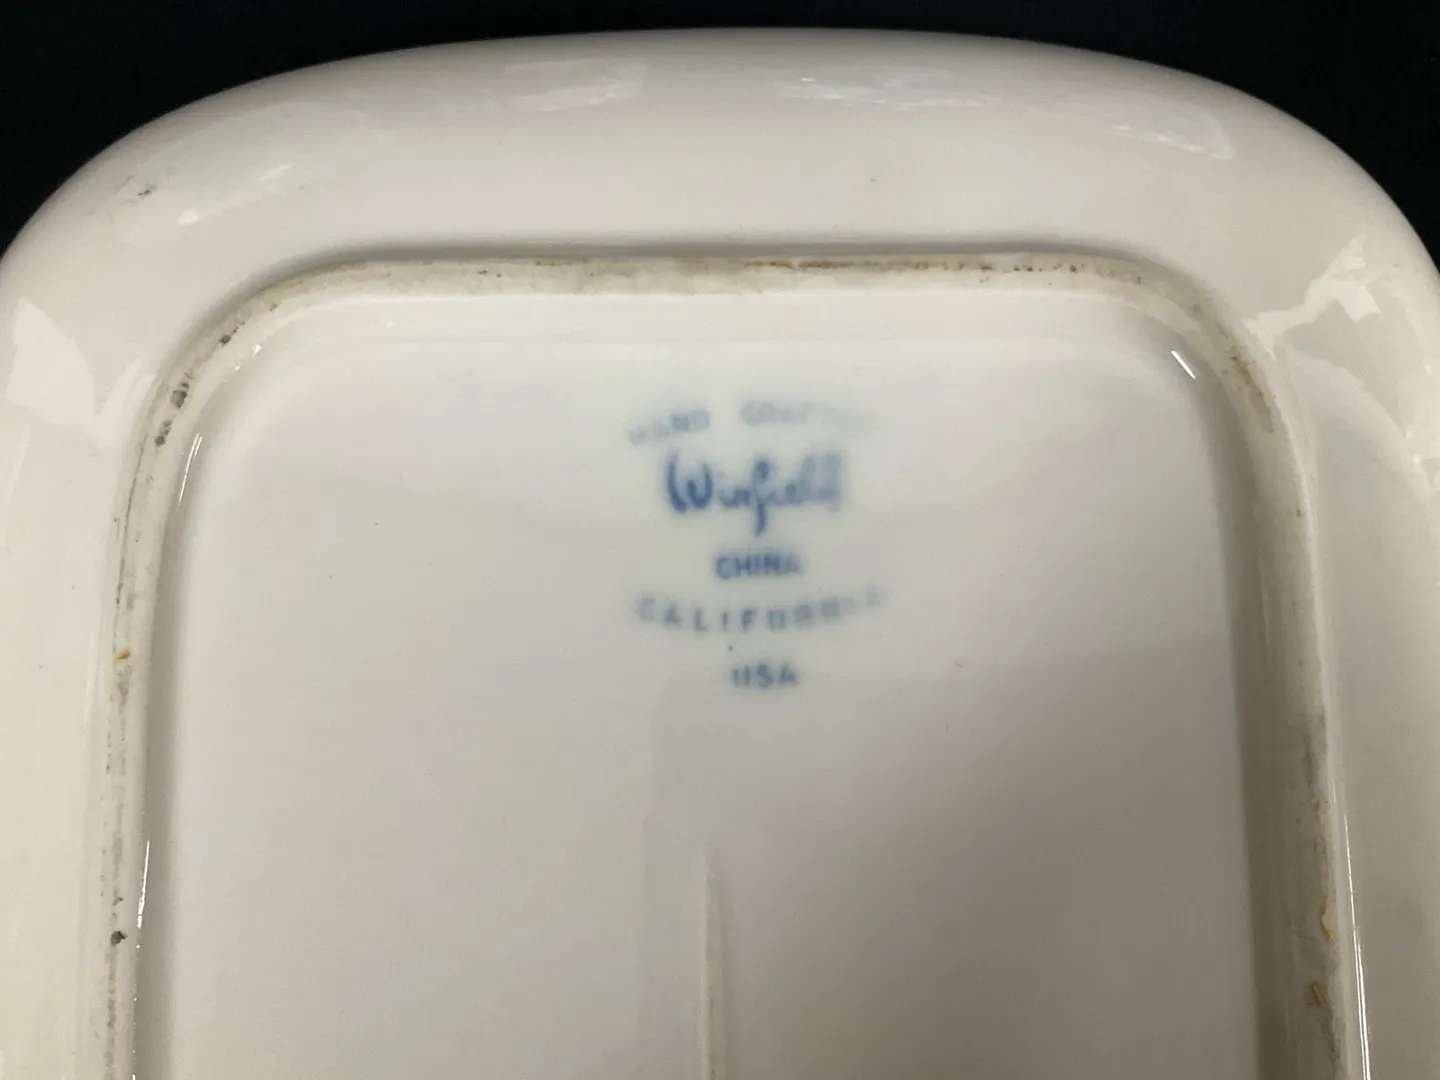 HAND CRAFTED
Winfield
CHINA
CALIFORNIA
USA